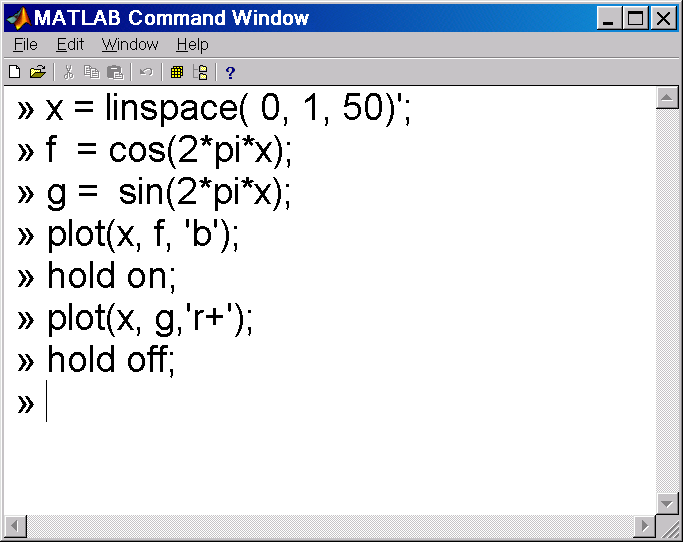 MATLAB Command Window
File Edit Window Help
?
» x = linspace( 0, 1, 50)';
» f  = cos(2*pi*x);
» g =  sin(2*pi*x);
» plot(x, f, 'b');
» hold on;
» plot(x, g,'r+');
» hold off;
»